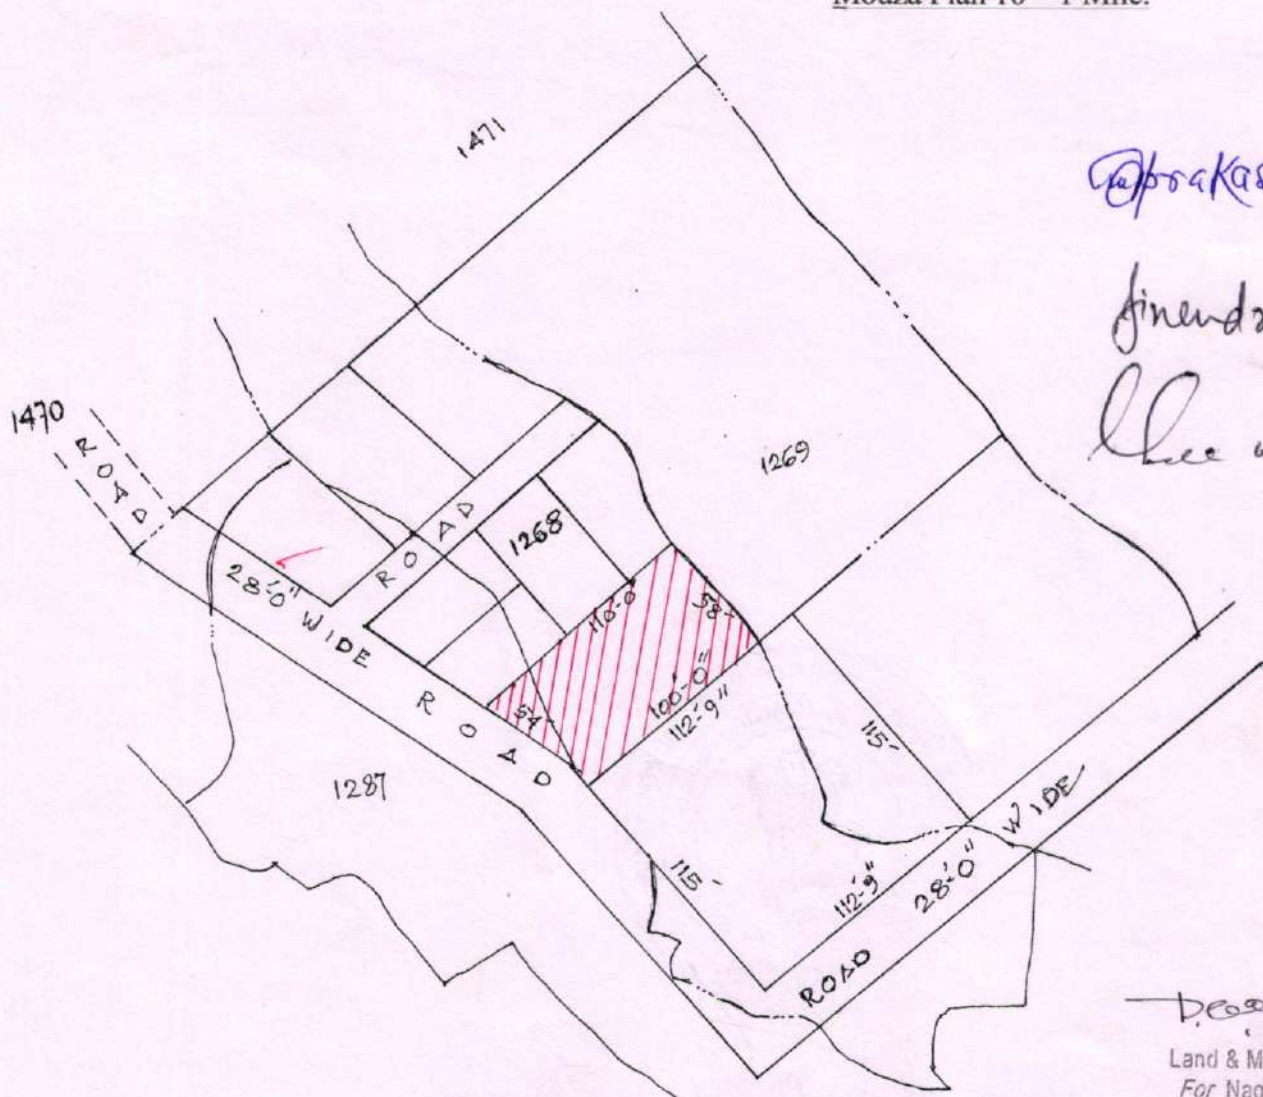 Mouza Plan 16" = 1 Mile.
1471
1470
ROAD
1269
1268
ROAD
28'-0" WIDE ROAD
110-0
58-
54-
100'-0"
112'-9"
1287
115-
115-
112'-9"
ROAD 28'-0" WIDE
Land & M
For Nag